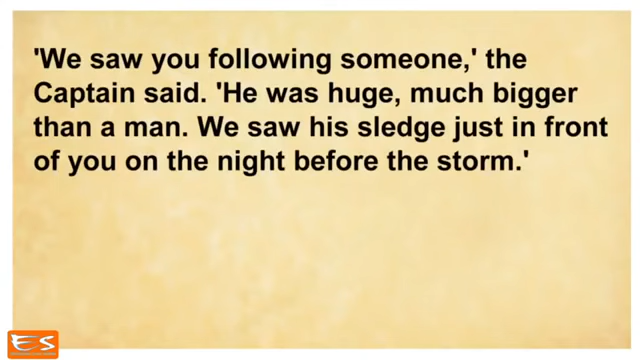 'We saw you following someone,' the
Captain said. 'He was huge, much bigger
than a man. We saw his sledge just in front
of you on the night before the storm.'
ES